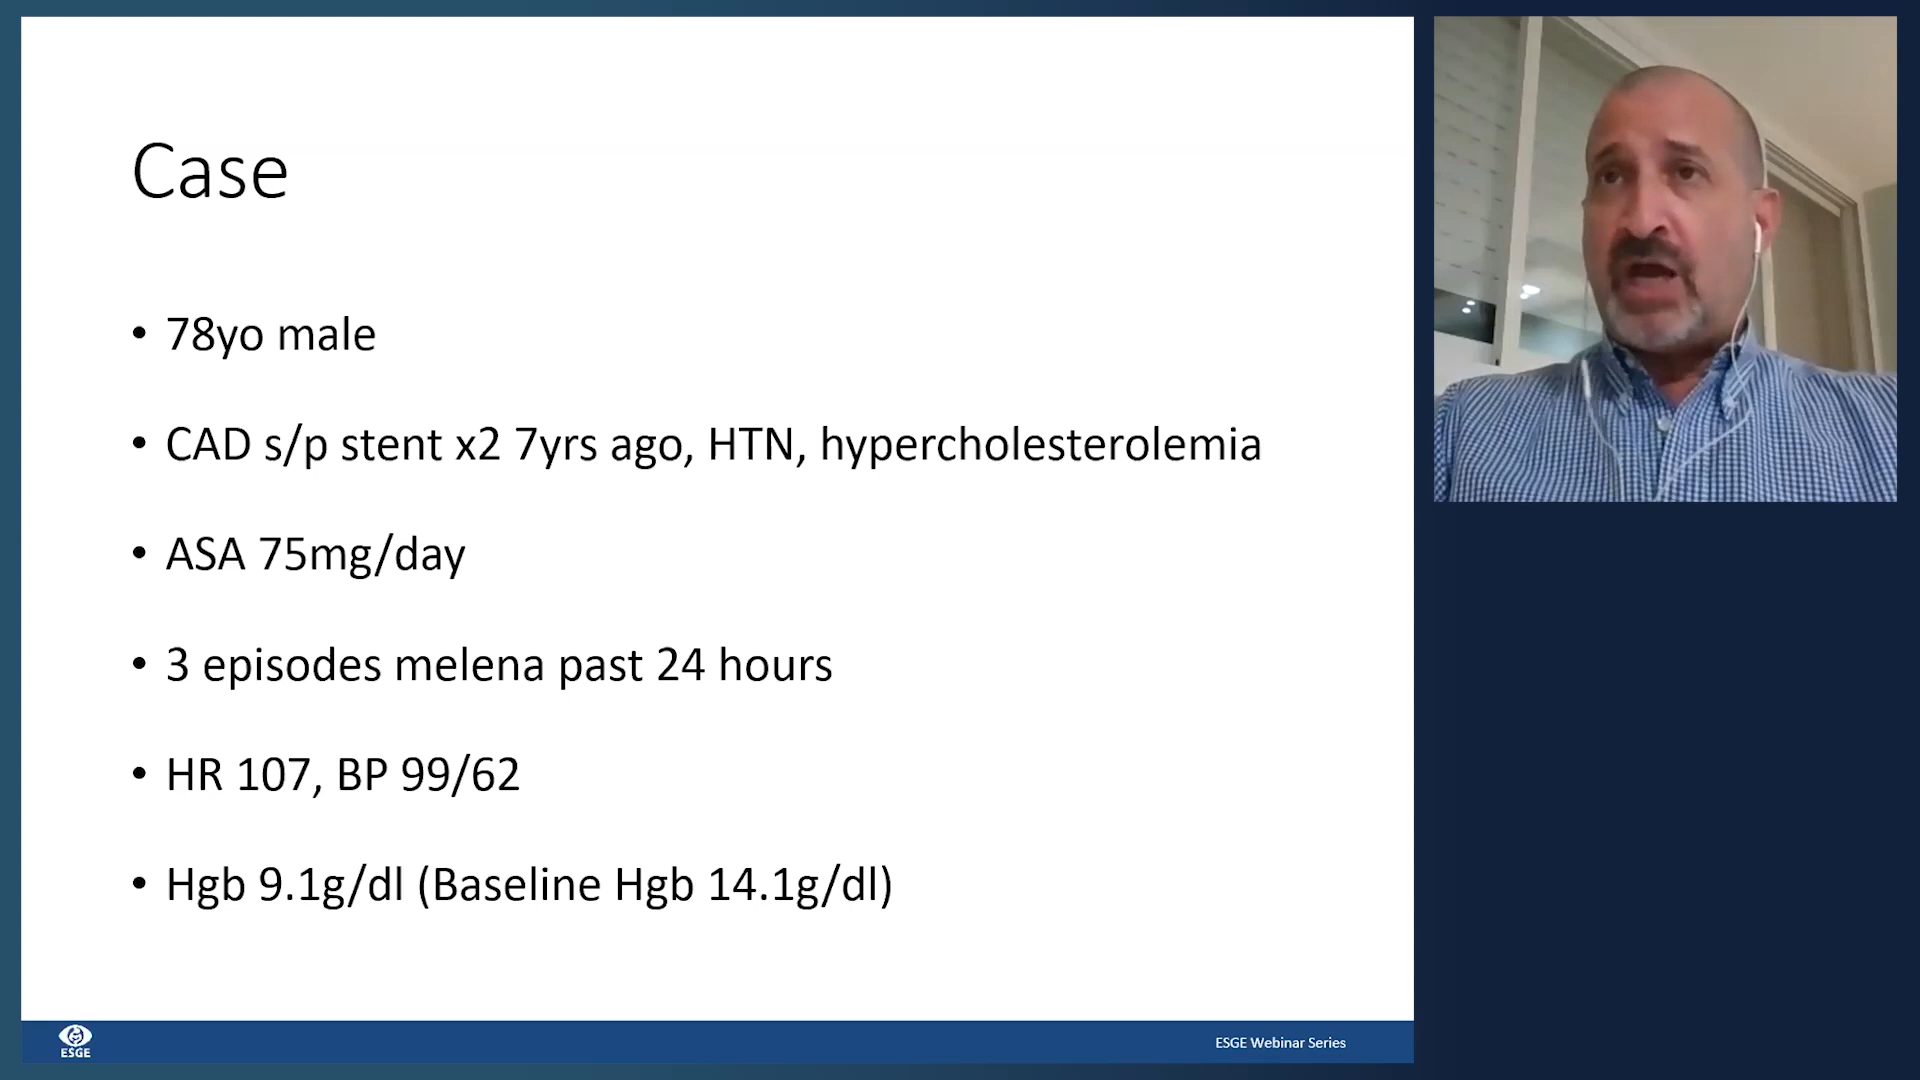 Case
• 78yo male
• CAD s/p stent x2 7yrs ago, HTN, hypercholesterolemia
• ASA 75mg/day
• 3 episodes melena past 24 hours
• HR 107, BP 99/62
• Hgb 9.1g/dl (Baseline Hgb 14.1g/dl)
ESGE
ESGE Webinar Series